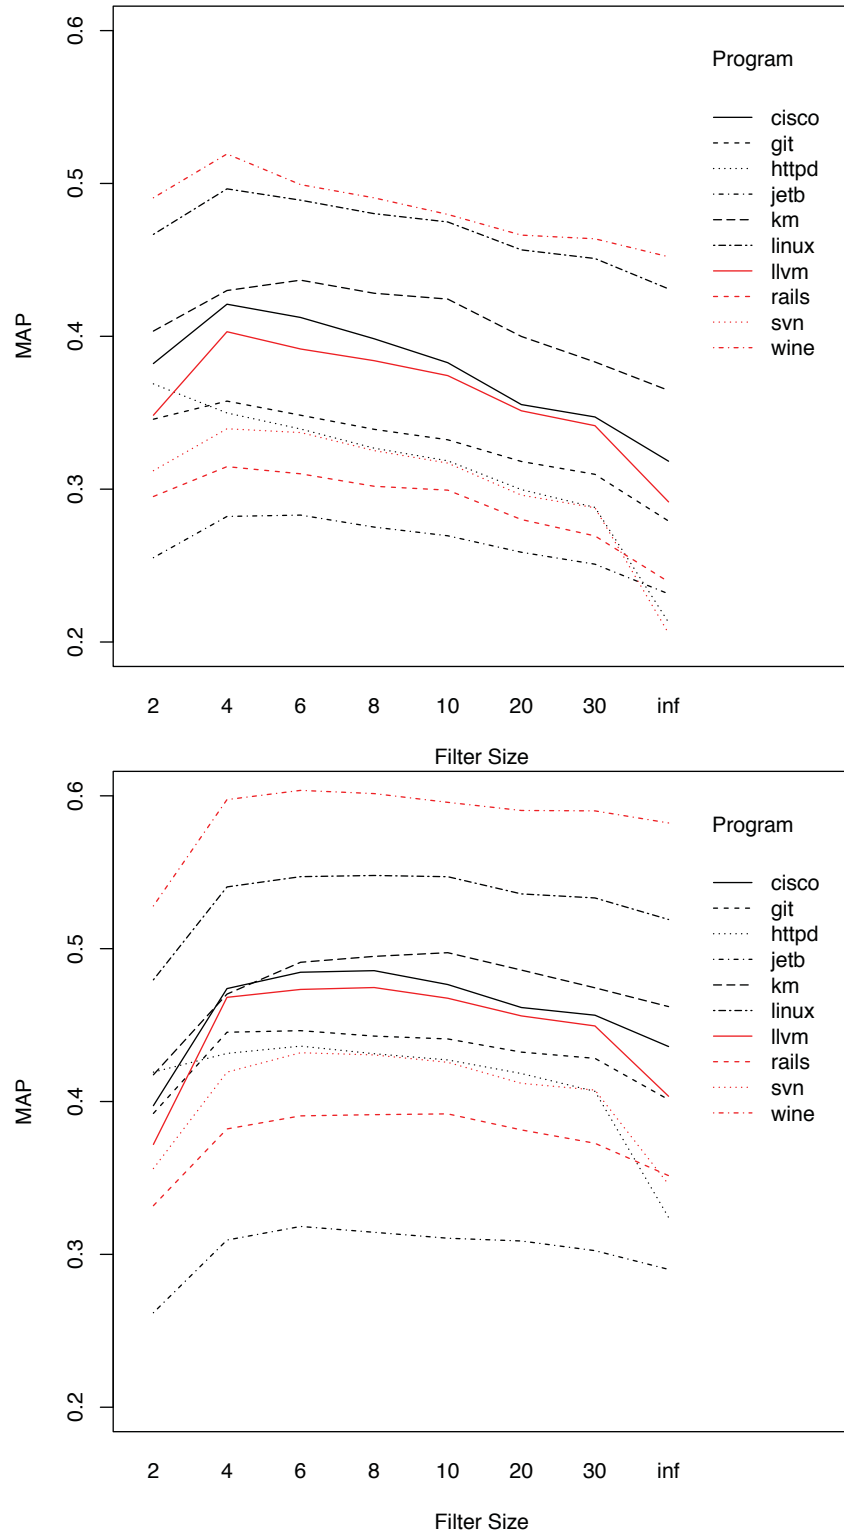 0.6
0.5
0.4
0.3
0.2
MAP
Program
cisco
git
httpd
jetb
km
linux
llvm
rails
svn
wine
2 4 6 8 10 20 30 inf
Filter Size
0.6
0.5
0.4
0.3
0.2
MAP
Program
cisco
git
httpd
jetb
km
linux
llvm
rails
svn
wine
2 4 6 8 10 20 30 inf
Filter Size